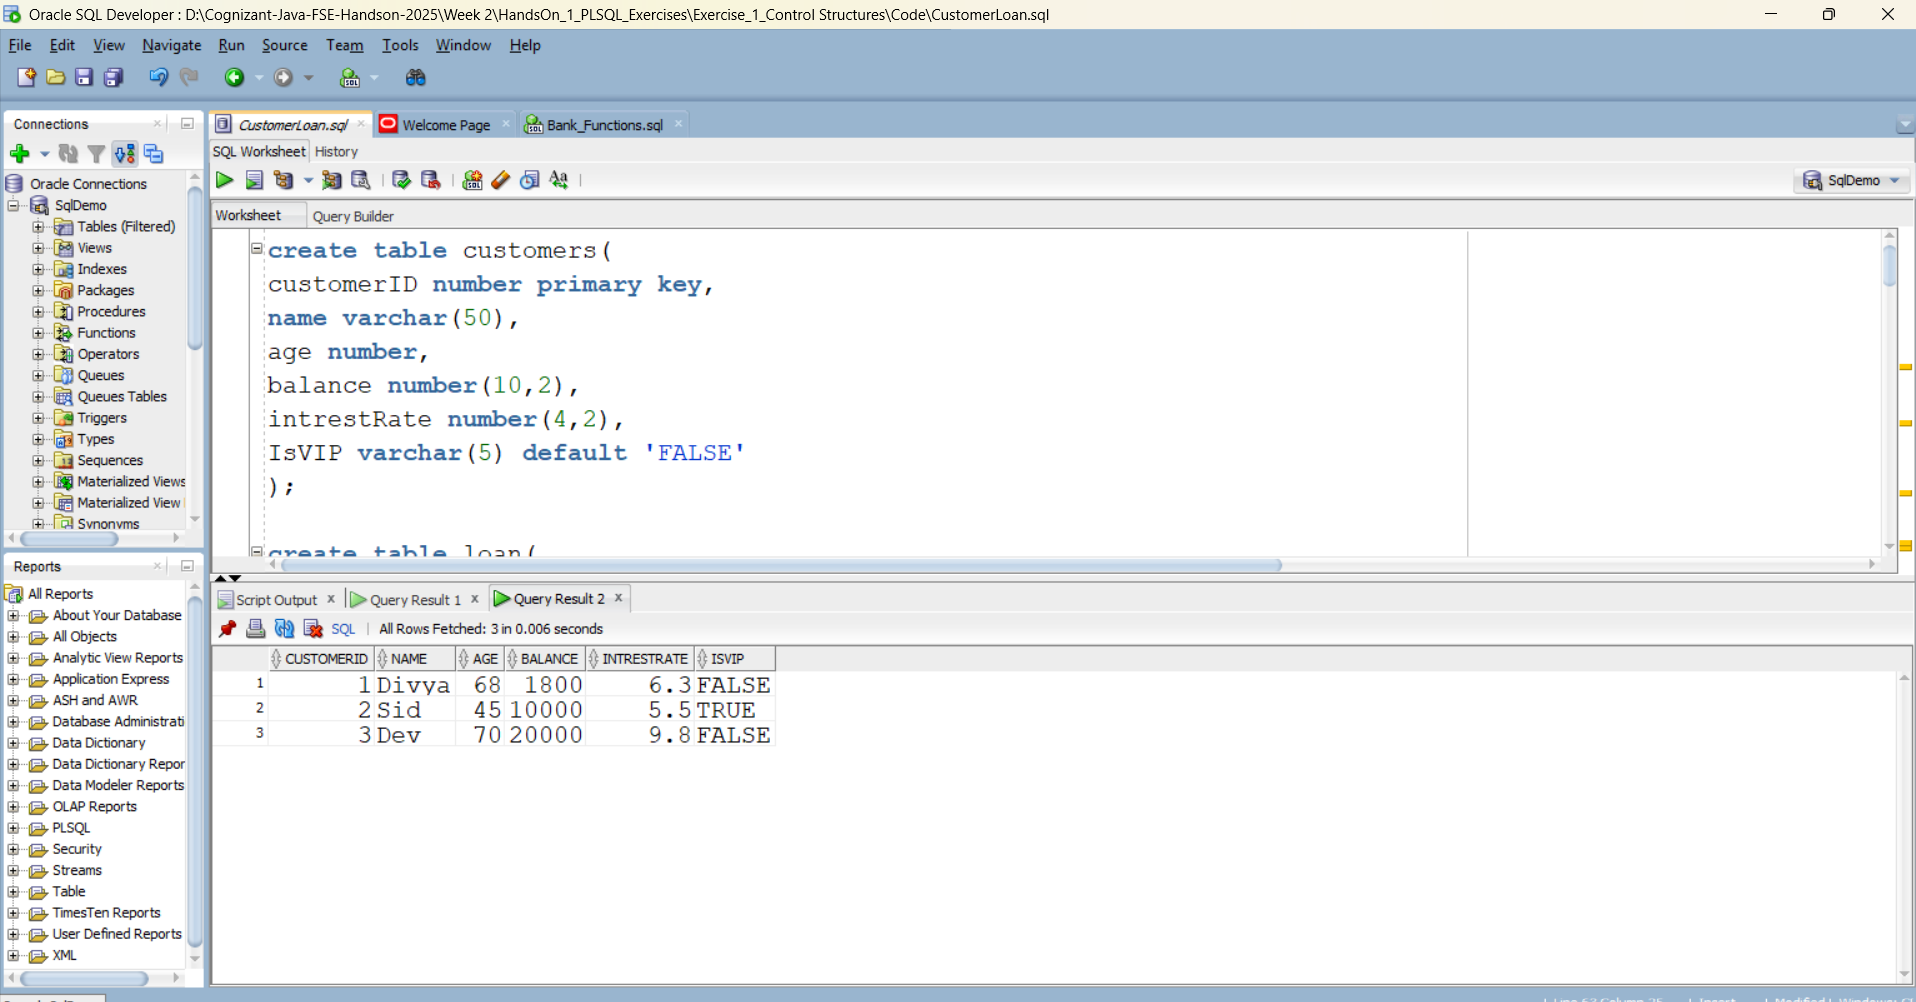 Oracle SQL Developer : D:\Cognizant-Java-FSE-Handson-2025\Week 2\HandsOn_1_PLSQL_Exercises\Exercise_1_Control Structures\Code\CustomerLoan.sql
File Edit View Navigate Run Source Team Tools Window Help
Connections
Oracle Connections
SqlDemo
Tables (Filtered)
Views
Indexes
Packages
Procedures
Functions
Operators
Queues
Queues Tables
Triggers
Types
Sequences
Materialized Views
Materialized View
Synonyms
Reports
All Reports
About Your Database
All Objects
Analytic View Reports
Application Express
ASH and AWR
Database Administrati
Data Dictionary
Data Dictionary Repor
Data Modeler Reports
OLAP Reports
PLSQL
Security
Streams
Table
TimesTen Reports
User Defined Reports
XML
CustomerLoan.sql Welcome Page Bank_Functions.sql
SQL Worksheet History
SqlDemo
Worksheet Query Builder
create table customers(
customerID number primary key,
name varchar(50),
age number,
balance number(10,2),
intrestRate number(4,2),
IsVIP varchar(5) default 'FALSE'
);
create table loan(
Script Output Query Result 1 Query Result 2
SQL All Rows Fetched: 3 in 0.006 seconds
CUSTOMERID NAME AGE BALANCE INTRESTRATE ISVIP
1 1 Divya 68 1800 6.3 FALSE
2 2 Sid 45 10000 5.5 TRUE
3 3 Dev 70 20000 9.8 FALSE